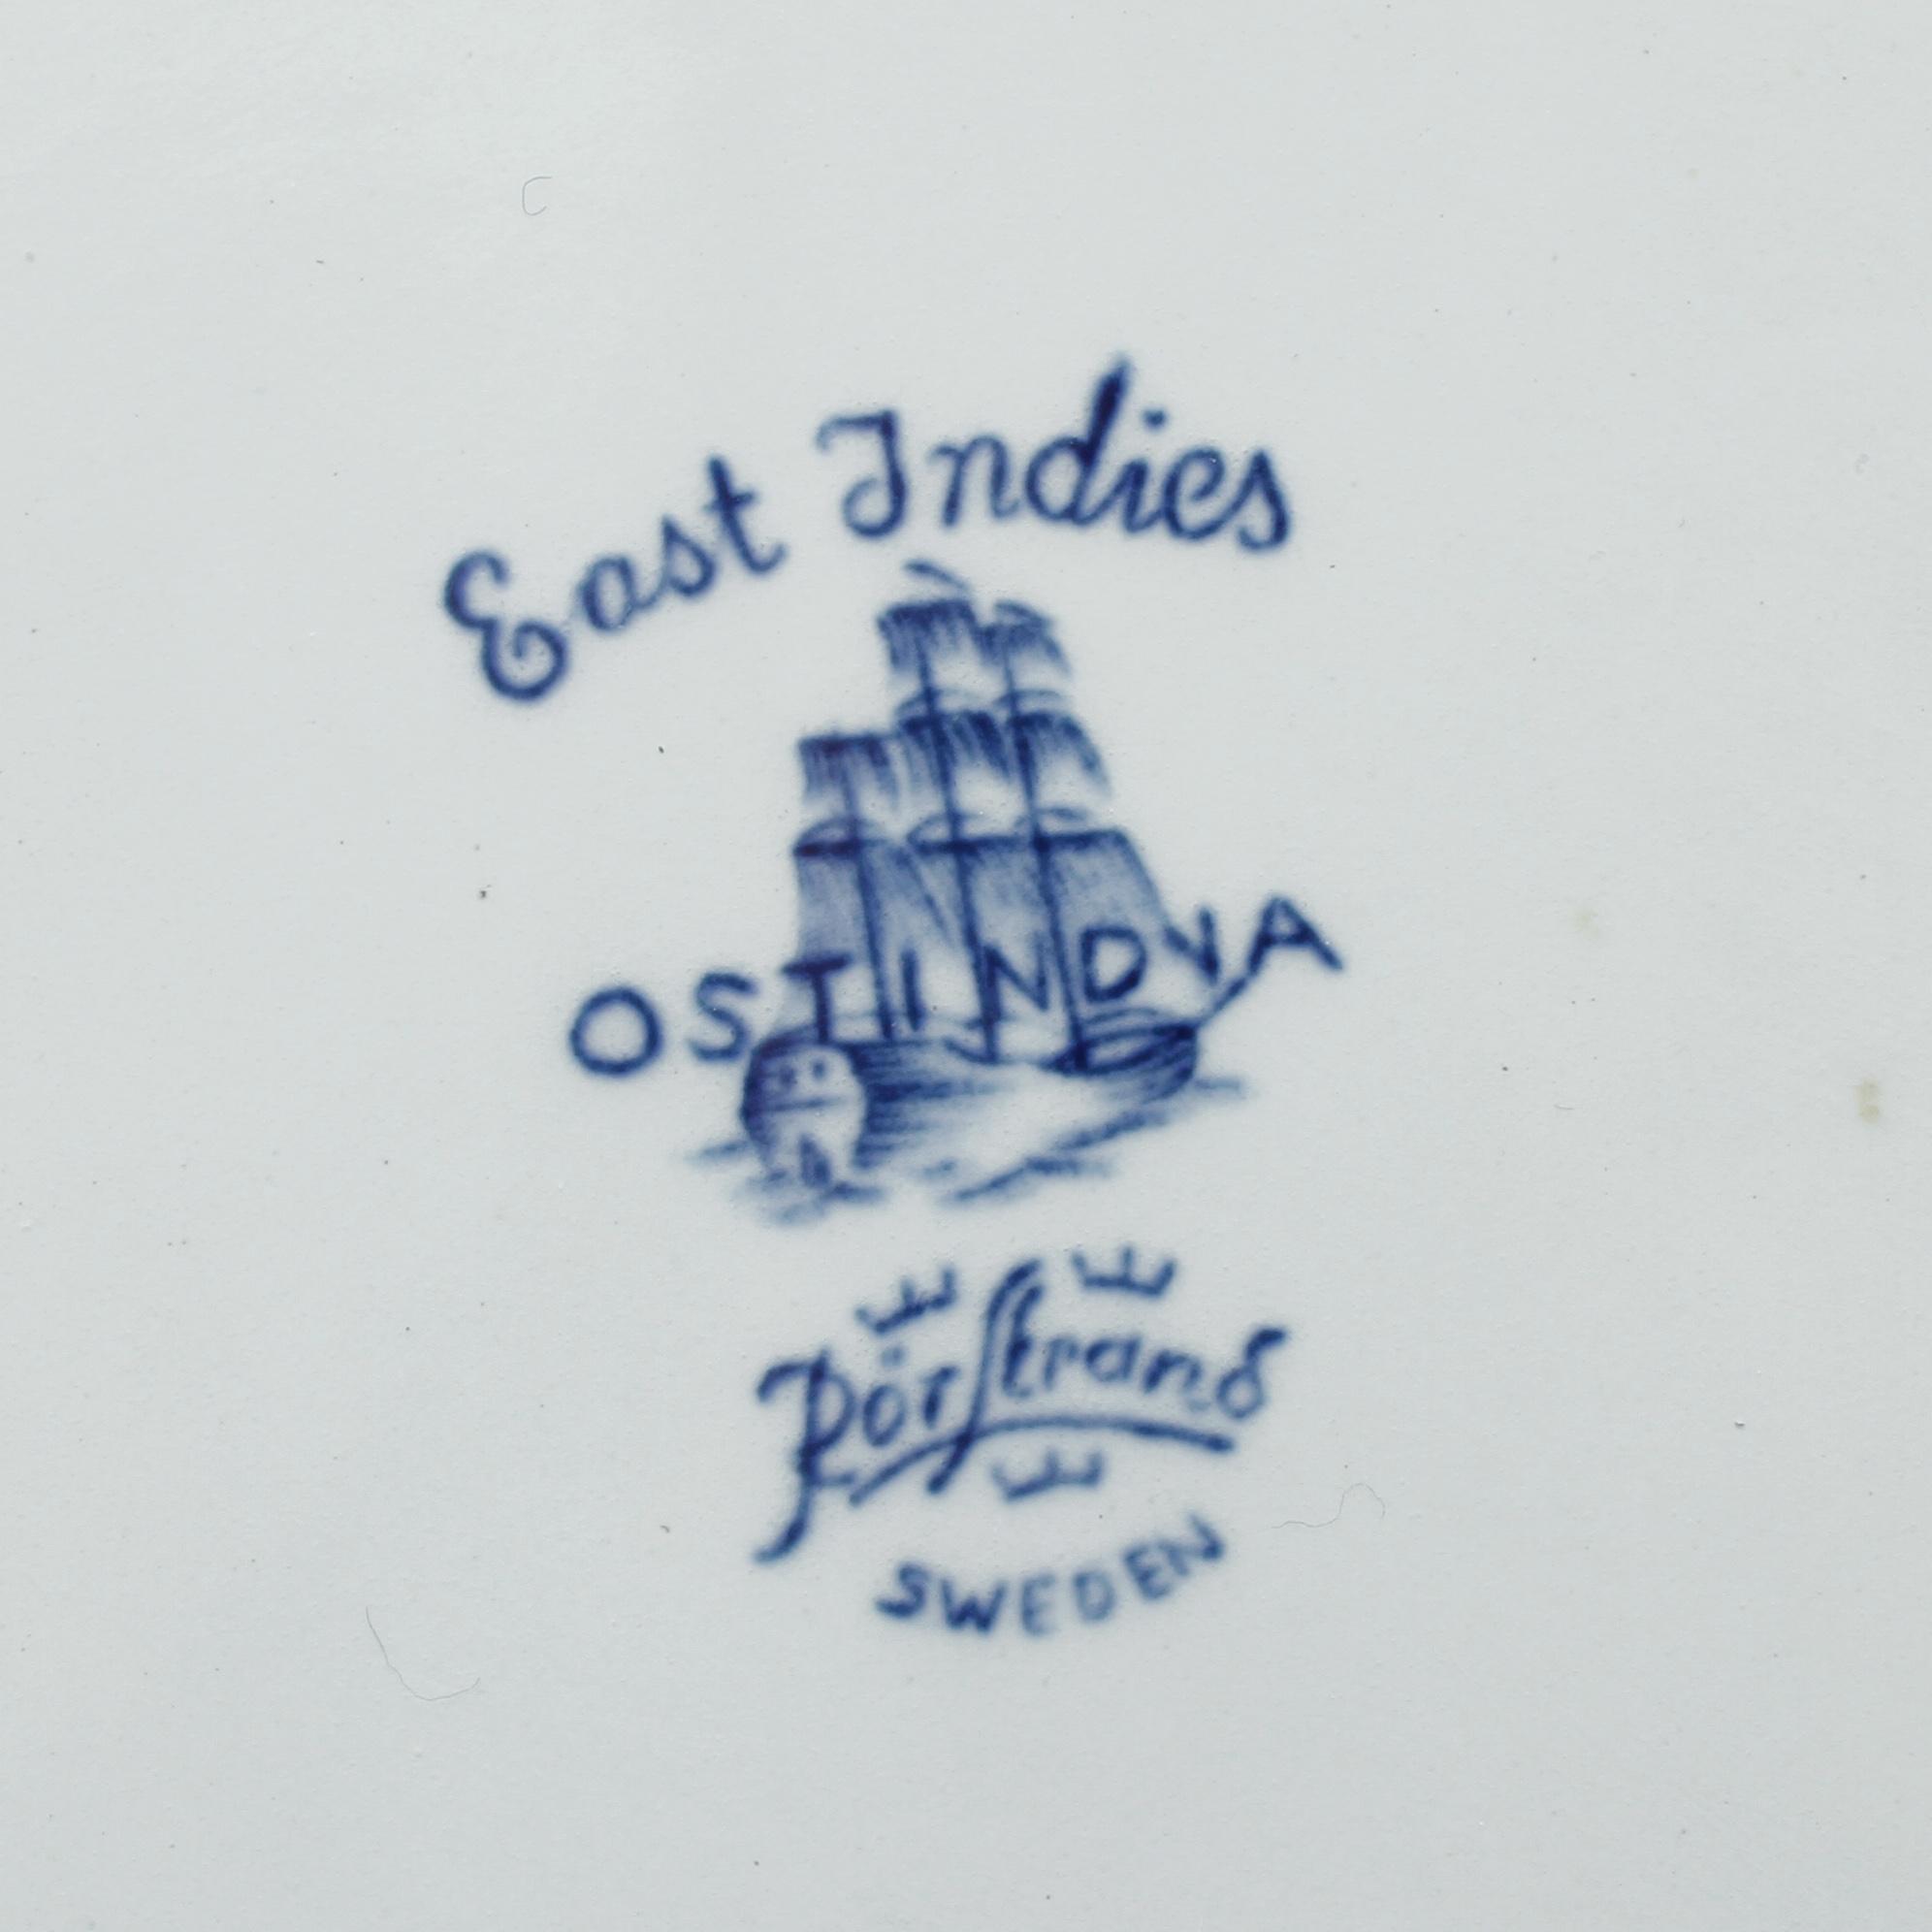 East Indies
OSTINDIA
Rörstrand
SWEDEN